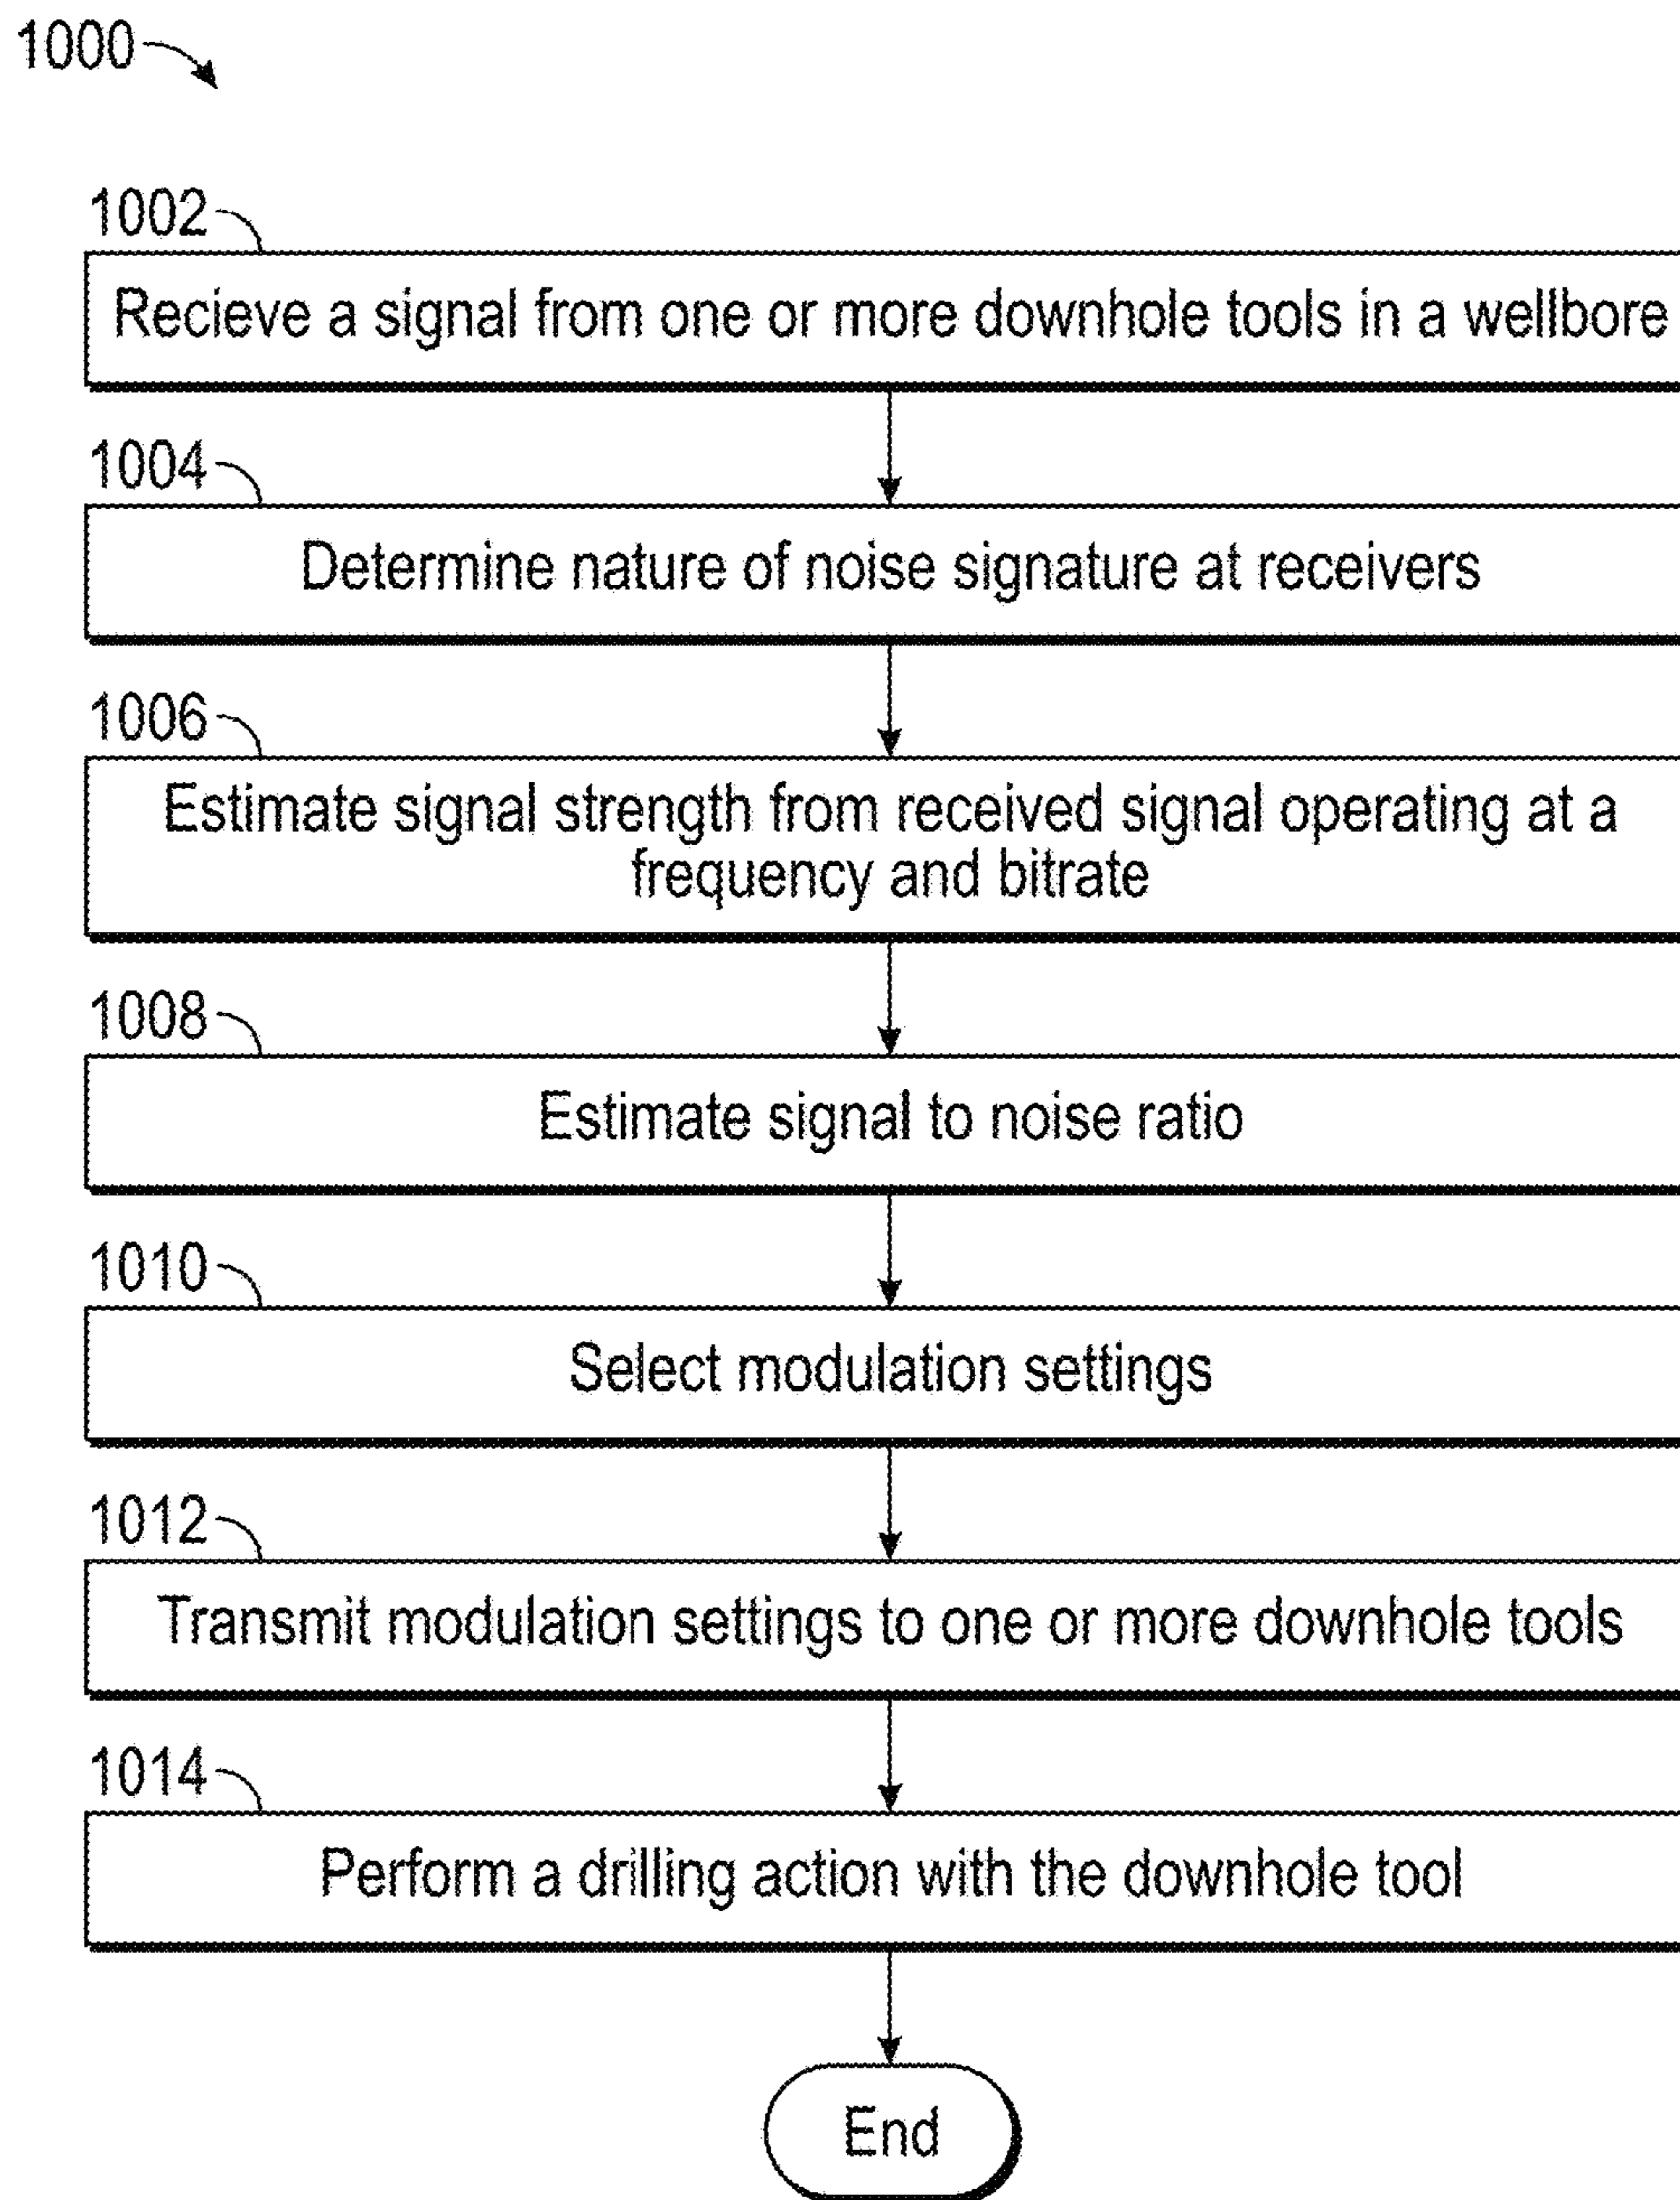 1000
1002
Recieve a signal from one or more downhole tools in a wellbore
1004
Determine nature of noise signature at receivers
1006
Estimate signal strength from received signal operating at a
frequency and bitrate
1008
Estimate signal to noise ratio
1010
Select modulation settings
1012
Transmit modulation settings to one or more downhole tools
1014
Perform a drilling action with the downhole tool
End